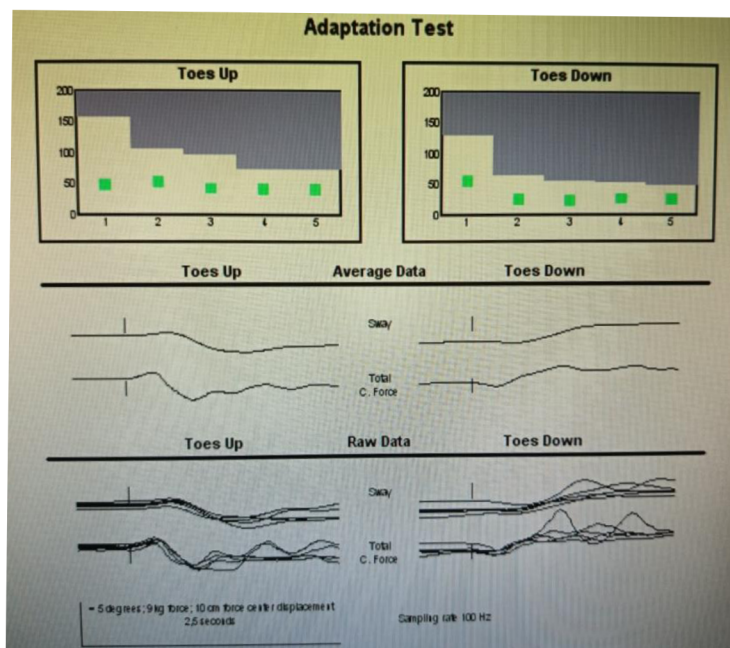 Adaptation Test
Toes Up
200
150
100
50
0
1 2 3 4 5
Toes Down
200
150
100
50
0
1 2 3 4 5
Toes Up Average Data Toes Down
Sway
Total
C. Force
Toes Up Raw Data Toes Down
Sway
Total
C. Force
= 5 degrees; 9 kg force; 10 cm force center displacement
2,5 seconds
Sampling rate 100 Hz